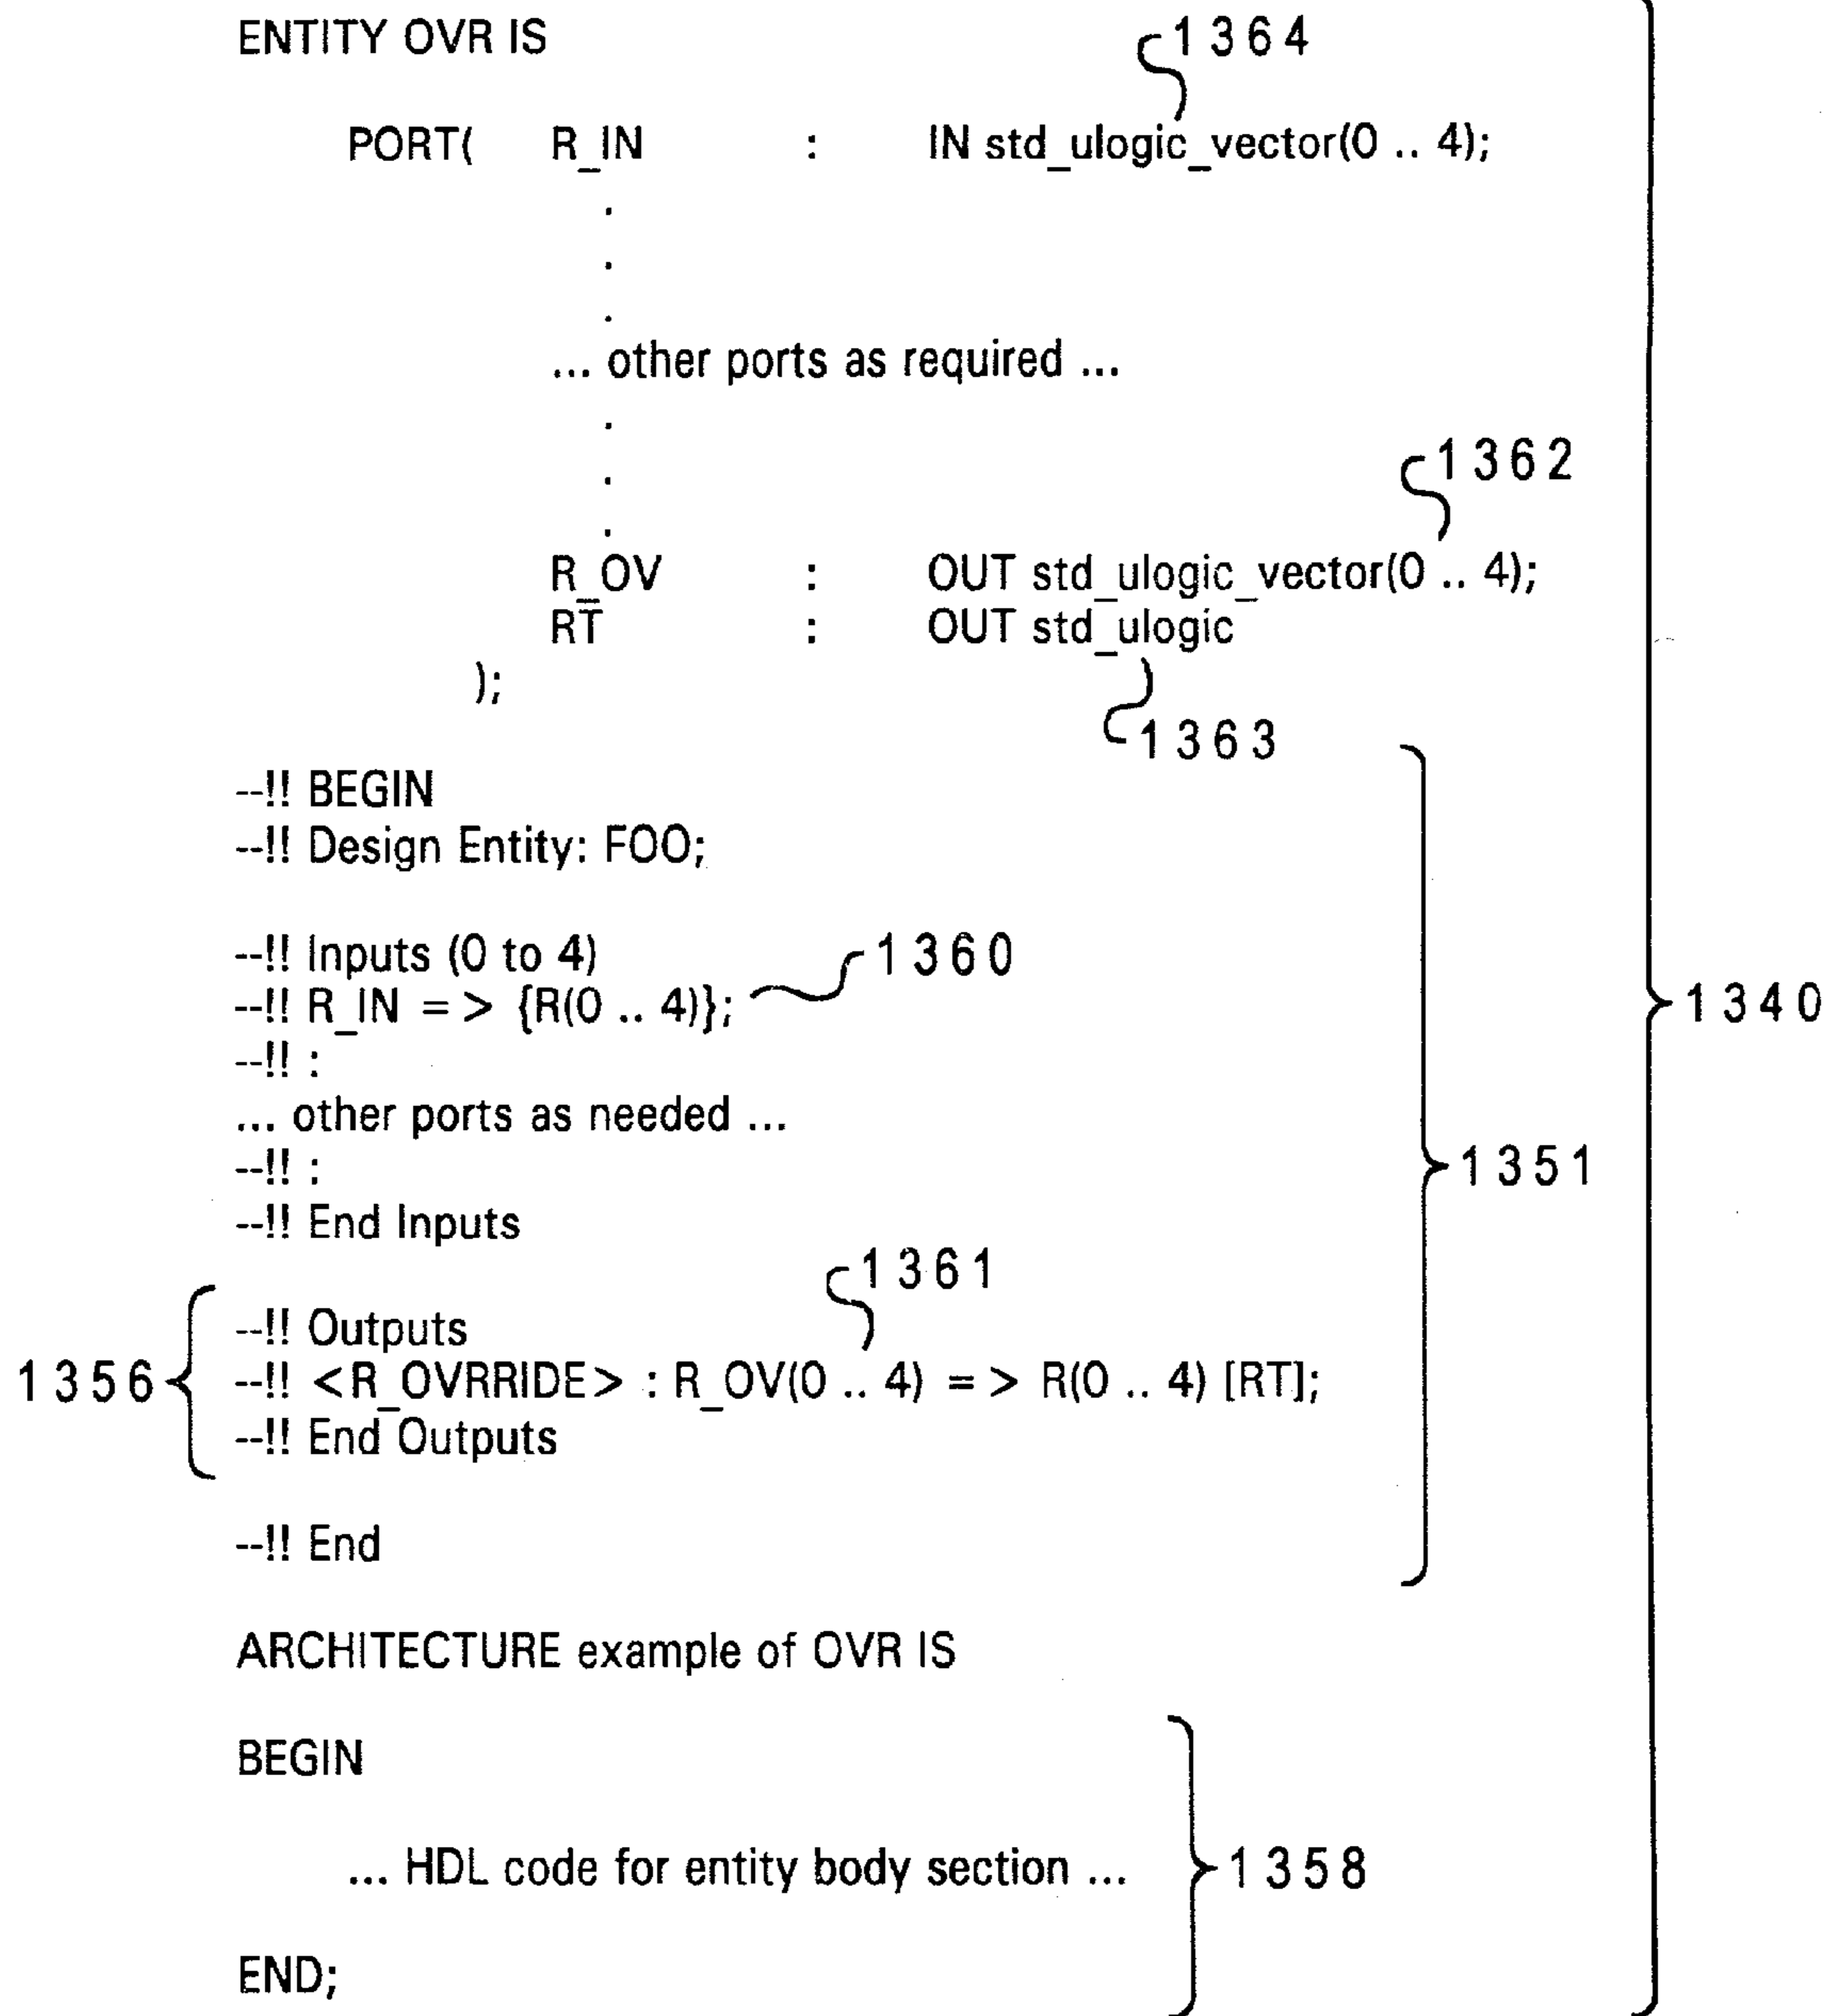 ENTITY OVR IS
1364
PORT( R_IN : IN std_ulogic_vector(0 .. 4);
.
.
.
... other ports as required ...
.
.
.
1362
R_OV : OUT std_ulogic_vector(0 .. 4);
RT : OUT std_ulogic
);
1363
--!! BEGIN
--!! Design Entity: FOO;
--!! Inputs (0 to 4)
1360
--!! R_IN => {R(0 .. 4)};
1340
--!! :
... other ports as needed ...
--!! :
1351
--!! End Inputs
1361
--!! Outputs
1356 --!! <R_OVRRIDE> : R_OV(0 .. 4) => R(0 .. 4) [RT];
--!! End Outputs
--!! End
ARCHITECTURE example of OVR IS
BEGIN
... HDL code for entity body section ... 1358
END;